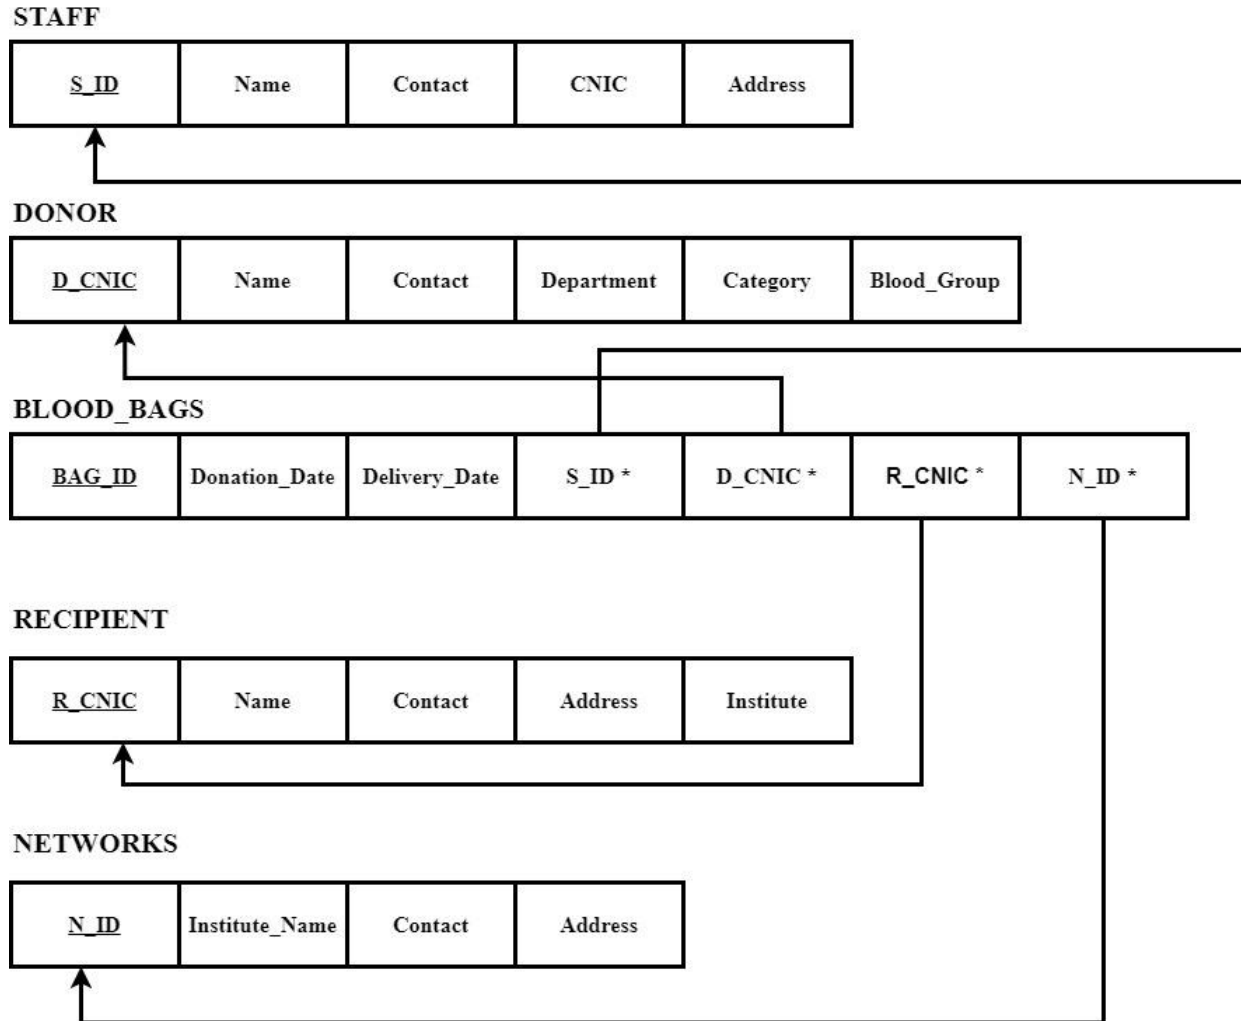 STAFF
S_ID Name Contact CNIC Address
DONOR
D_CNIC Name Contact Department Category Blood_Group
BLOOD_BAGS
BAG_ID Donation_Date Delivery_Date S_ID * D_CNIC * R_CNIC * N_ID *
RECIPIENT
R_CNIC Name Contact Address Institute
NETWORKS
N_ID Institute_Name Contact Address